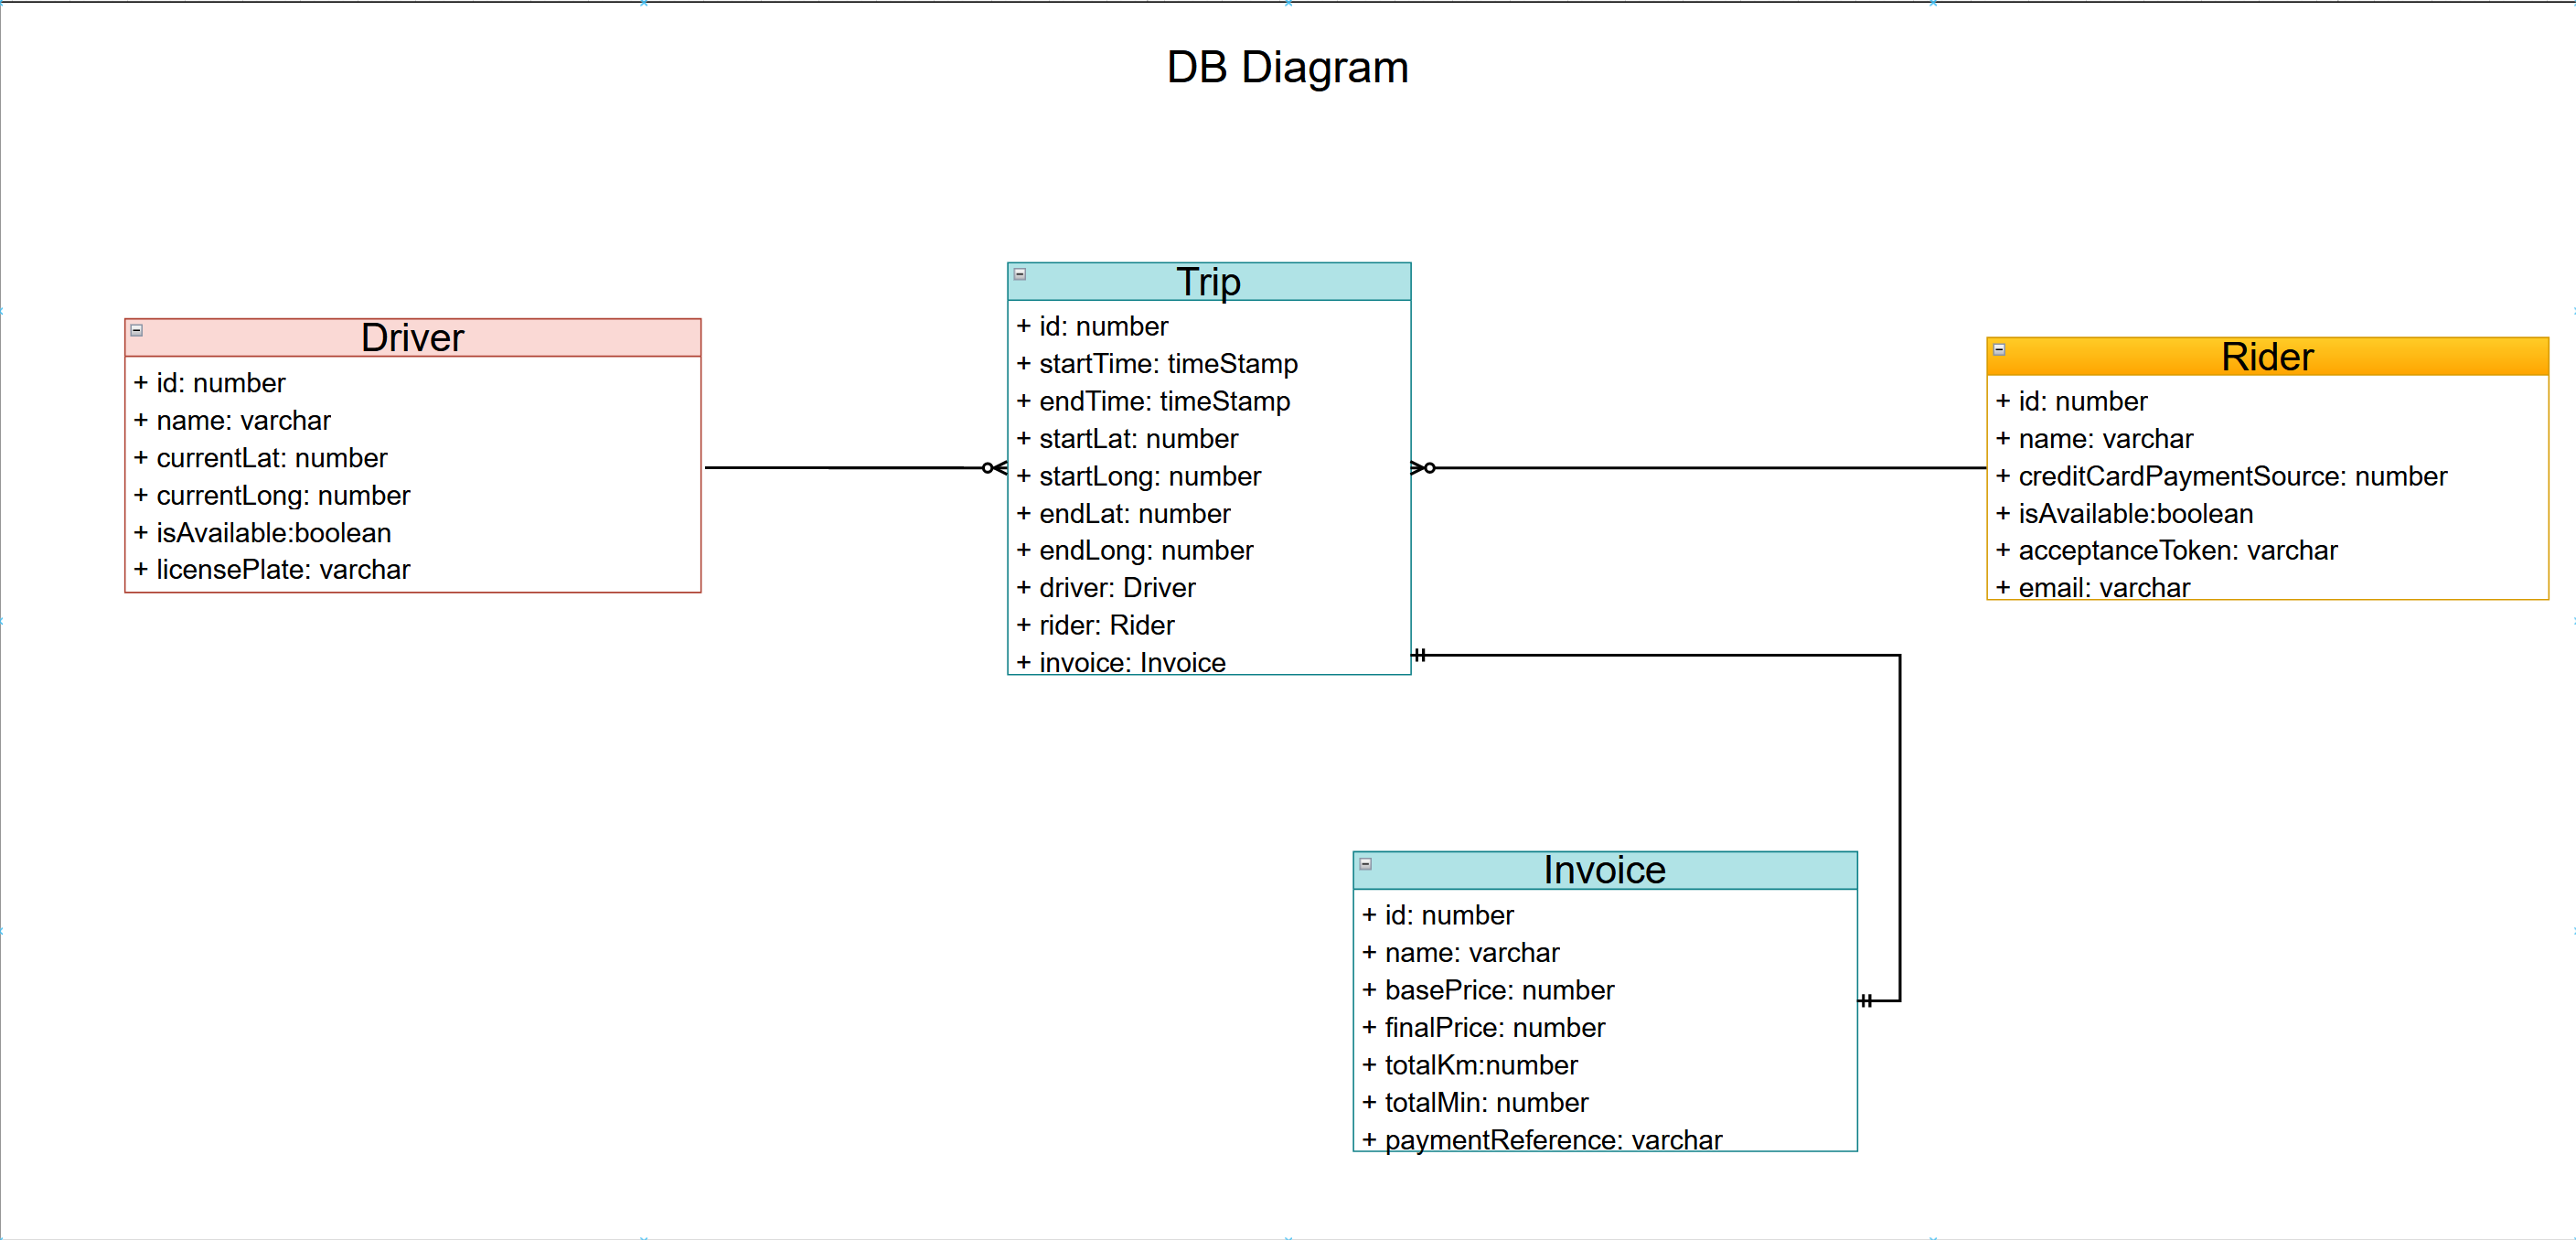 DB Diagram
Driver
+ id: number
+ name: varchar
+ currentLat: number
+ currentLong: number
+ isAvailable:boolean
+ licensePlate: varchar
Trip
+ id: number
+ startTime: timeStamp
+ endTime: timeStamp
+ startLat: number
+ startLong: number
+ endLat: number
+ endLong: number
+ driver: Driver
+ rider: Rider
+ invoice: Invoice
Rider
+ id: number
+ name: varchar
+ creditCardPaymentSource: number
+ isAvailable:boolean
+ acceptanceToken: varchar
+ email: varchar
Invoice
+ id: number
+ name: varchar
+ basePrice: number
+ finalPrice: number
+ totalKm:number
+ totalMin: number
+ paymentReference: varchar